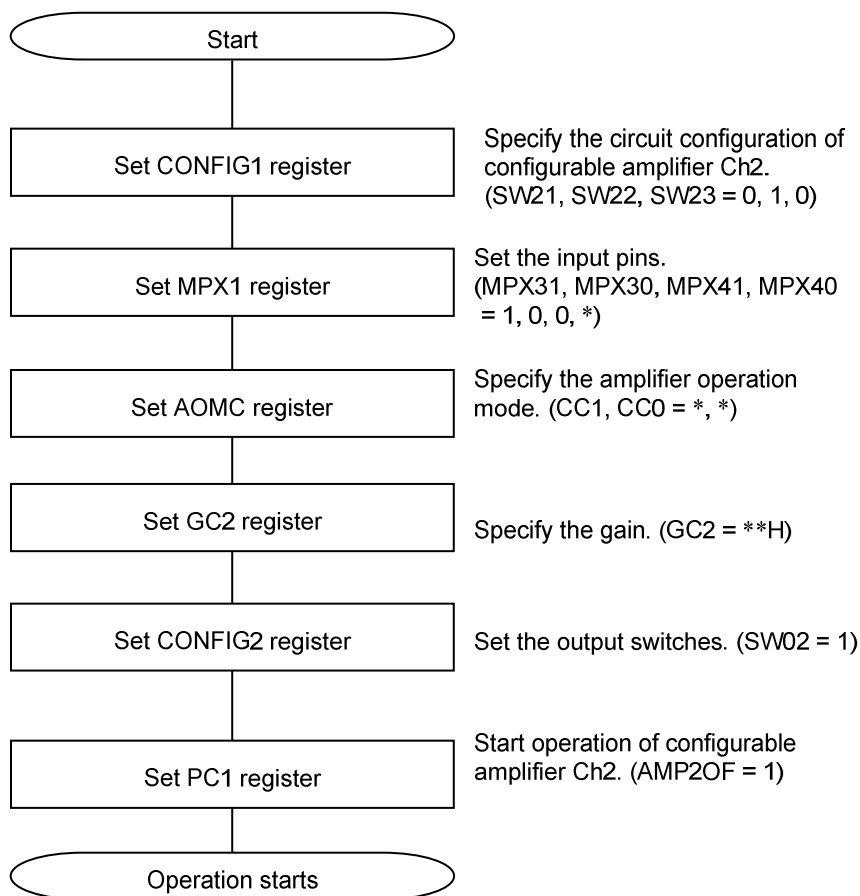 Start
Set CONFIG1 register
Specify the circuit configuration of
configurable amplifier Ch2.
(SW21, SW22, SW23 = 0, 1, 0)
Set MPX1 register
Set the input pins.
(MPX31, MPX30, MPX41, MPX40
= 1, 0, 0, *)
Set AOMC register
Specify the amplifier operation
mode. (CC1, CC0 = *, *)
Set GC2 register
Specify the gain. (GC2 = **H)
Set CONFIG2 register
Set the output switches. (SW02 = 1)
Set PC1 register
Start operation of configurable
amplifier Ch2. (AMP2OF = 1)
Operation starts